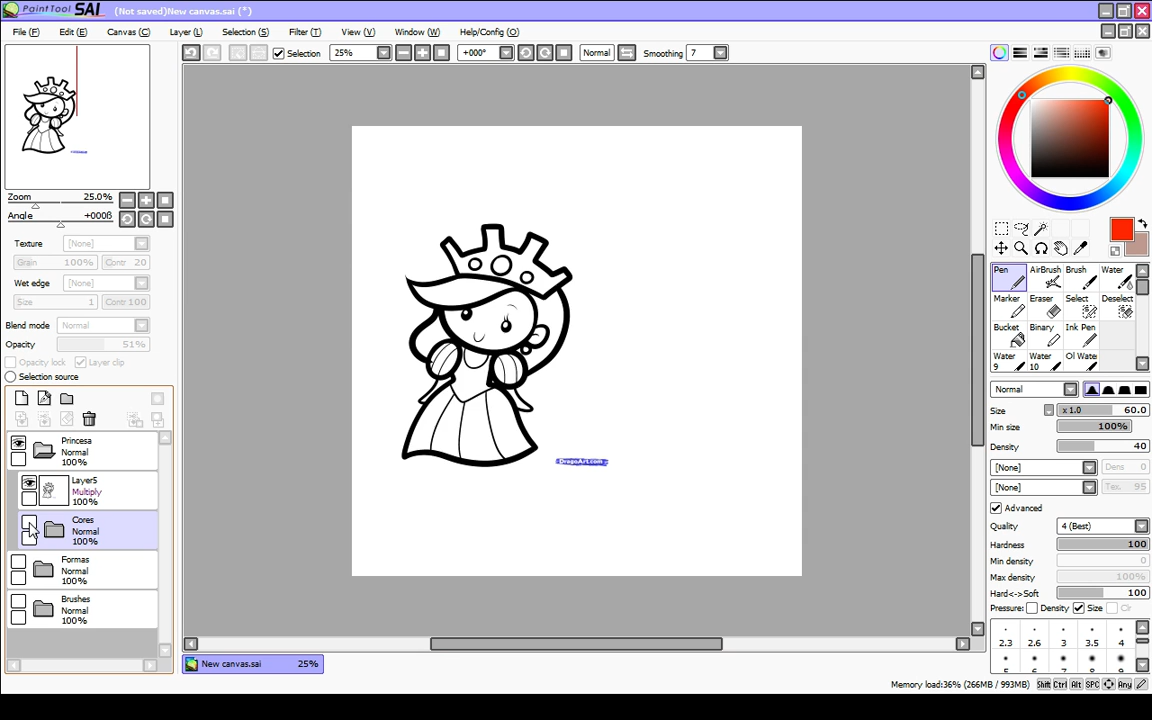 PaintTool SAI (Not saved)New canvas.sai (*)
File (F) Edit (E) Canvas (C) Layer (L) Selection (S) Filter (T) View (V) Window (W) Help/Config (O)
Selection 25% +000° Normal Smoothing 7
Zoom 25.0%
Angle +000ß
Texture [None]
Grain 100% Contr 20
Wet edge [None]
Size 1 Contr 100
Blend mode Normal
Opacity 51%
Opacity lock Layer clip
Selection source
Princesa
Normal
100%
Layer5
Multiply
100%
Cores
Normal
100%
Formas
Normal
100%
Brushes
Normal
100%
DragoArt.com
Pen AirBrush Brush Water
Marker Eraser Select Deselect
Bucket Binary Ink Pen
Water 9 Water 10 Oil Wate
Normal
Size x 1.0 60.0
Min size 100%
Density 40
[None] Dens 0
[None] Tex. 95
Advanced
Quality 4 (Best)
Hardness 100
Min density 0
Max density 100%
Hard<->Soft 100
Pressure: Density Size Clr
2.3 2.6 3 3.5 4
New canvas.sai 25%
Memory load:36% (266MB / 993MB) Shift Ctrl Alt SPC Any